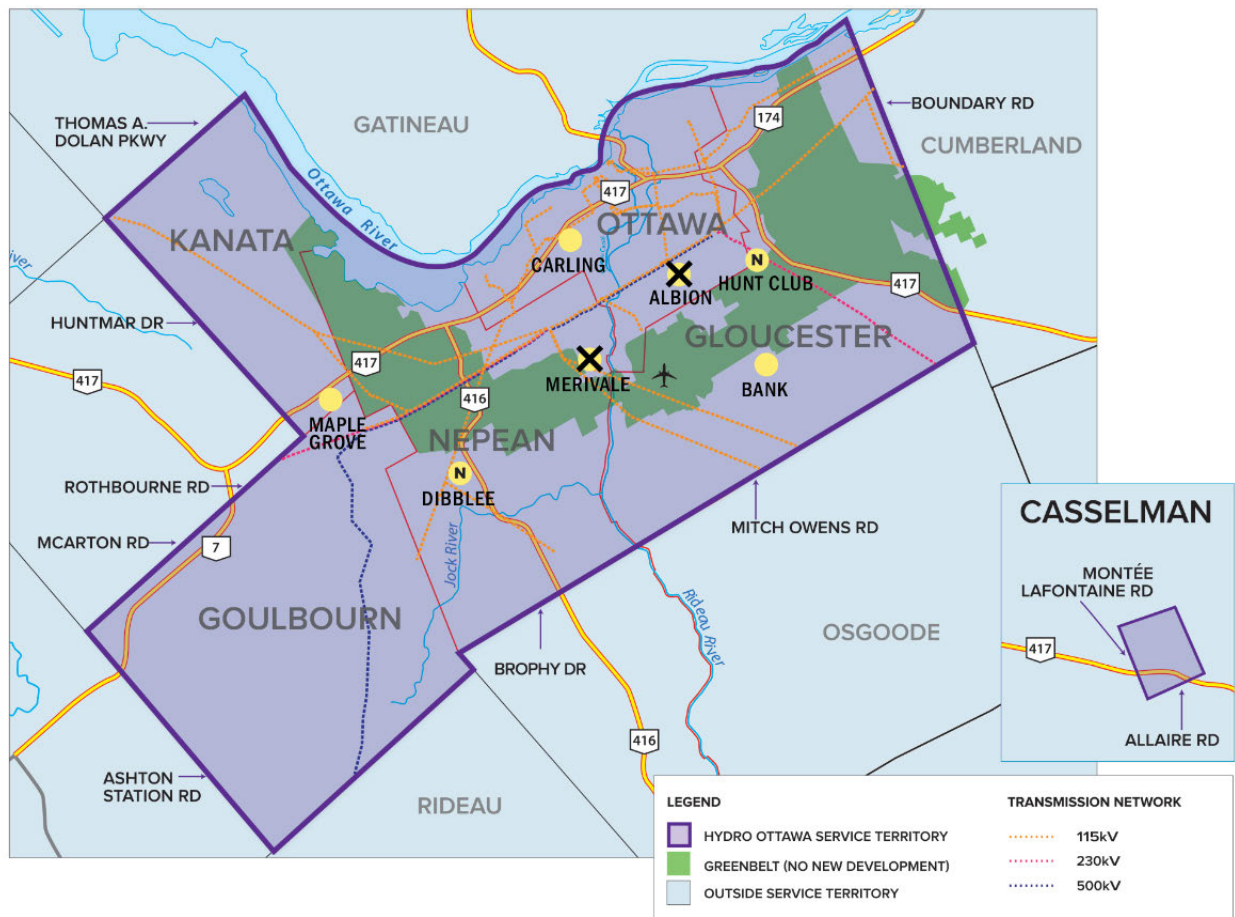 THOMAS A.
DOLAN PKWY
GATINEAU
BOUNDARY RD
174
CUMBERLAND
Ottawa River
417
OTTAWA
KANATA
CARLING
N
HUNT CLUB
ALBION
417
River
HUNTMAR DR
GLOUCESTER
417
417
MERIVALE
BANK
416
MAPLE
GROVE
NEPEAN
N
DIBBLEE
ROTHBOURNE RD
MITCH OWENS RD
MCARTON RD
7
Jock River
GOULBOURN
Rideau River
OSGOODE
BROPHY DR
416
ASHTON
STATION RD
RIDEAU
CASSELMAN
MONTÉE
LAFONTAINE RD
417
ALLAIRE RD
LEGEND
HYDRO OTTAWA SERVICE TERRITORY
GREENBELT (NO NEW DEVELOPMENT)
OUTSIDE SERVICE TERRITORY
TRANSMISSION NETWORK
115kV
230kV
500kV